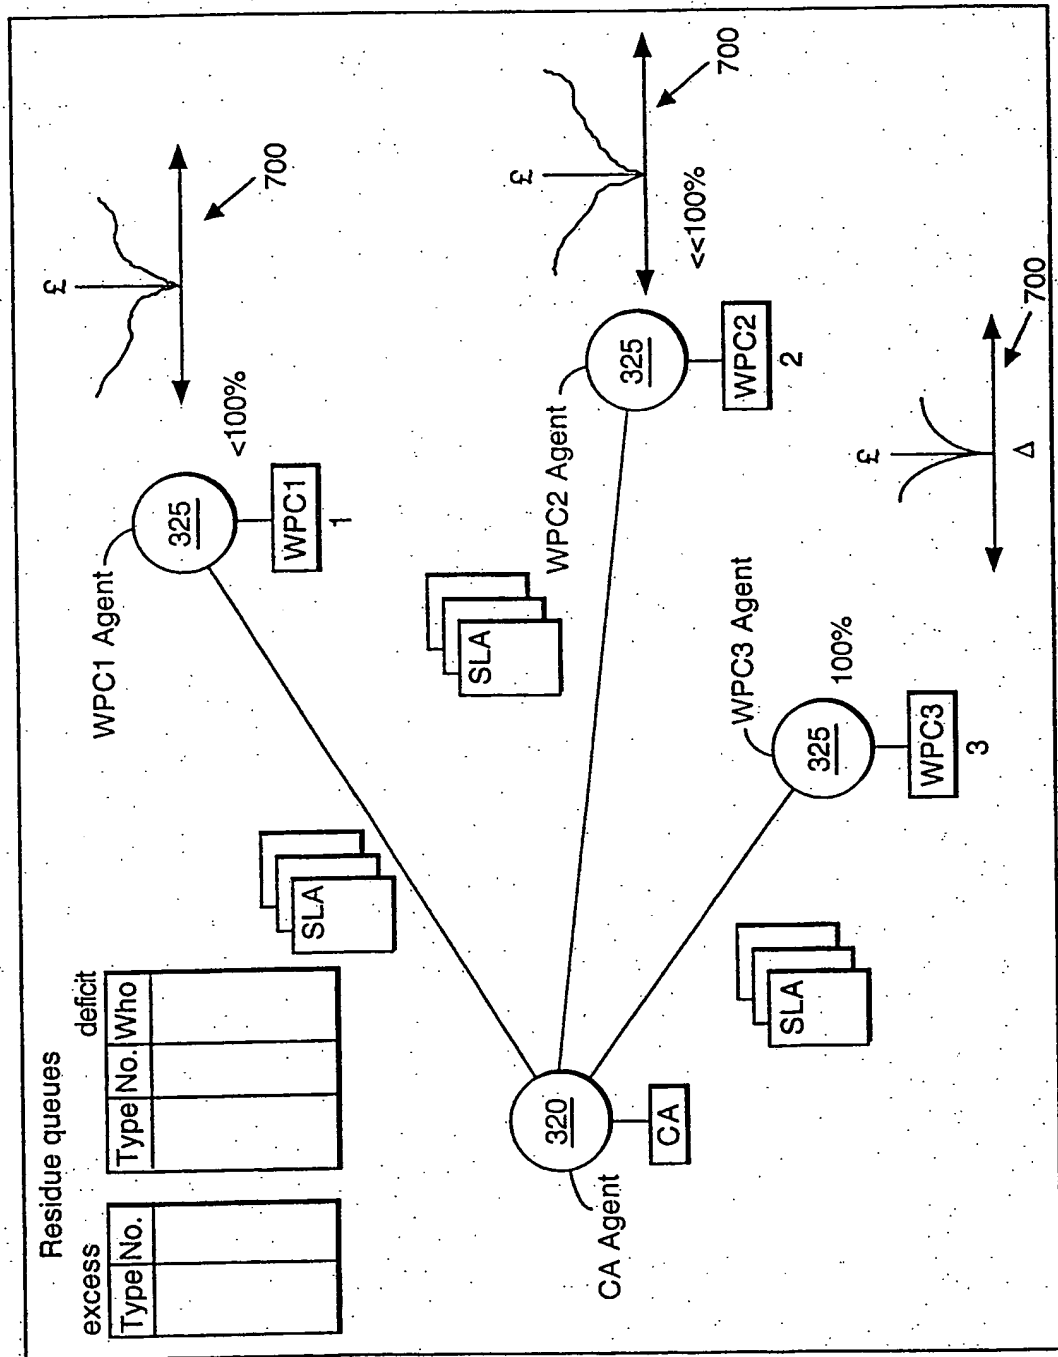 Residue queues
excess
Type No.
deficit
Type No. Who
CA Agent
320
CA
SLA
SLA
SLA
WPC1 Agent
325
WPC1
1
<100%
£
700
WPC2 Agent
325
WPC2
2
<<100%
£
700
WPC3 Agent
325
WPC3
3
100%
£
Δ
700